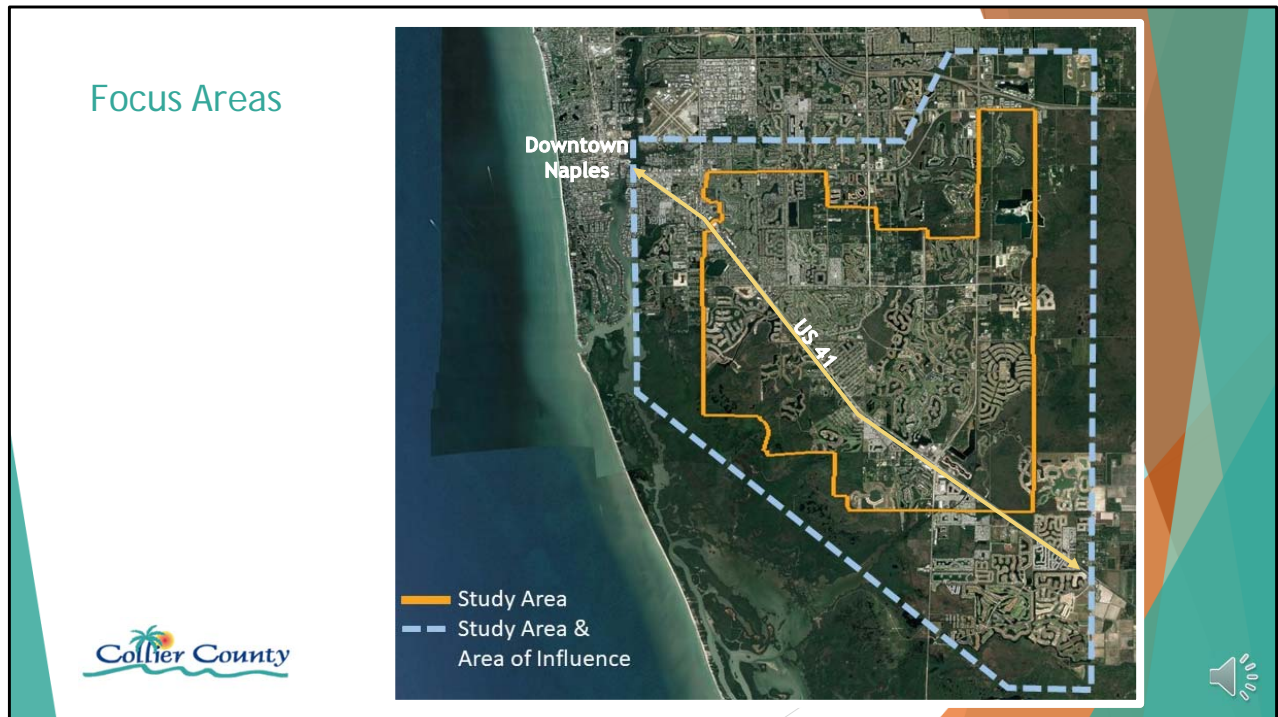 Focus Areas
Downtown
Naples
US 41
Study Area
Study Area &
Area of Influence
Collier County